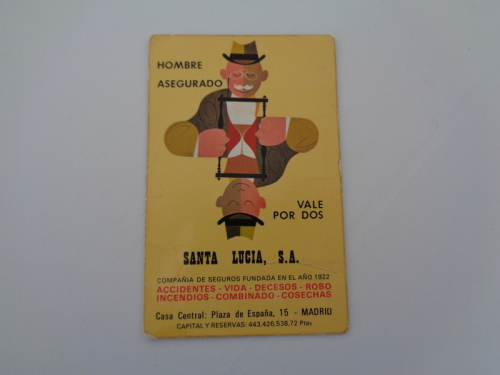 HOMBRE
ASEGURADO
VALE
POR DOS
SANTA LUCIA, S.A.
COMPAÑIA DE SEGUROS FUNDADA EN EL AÑO 1922
ACCIDENTES - VIDA - DECESOS - ROBO
INCENDIOS - COMBINADO - COSECHAS
Casa Central: Plaza de España, 15 - MADRID
CAPITAL Y RESERVAS: 443.426.538,72 Ptas